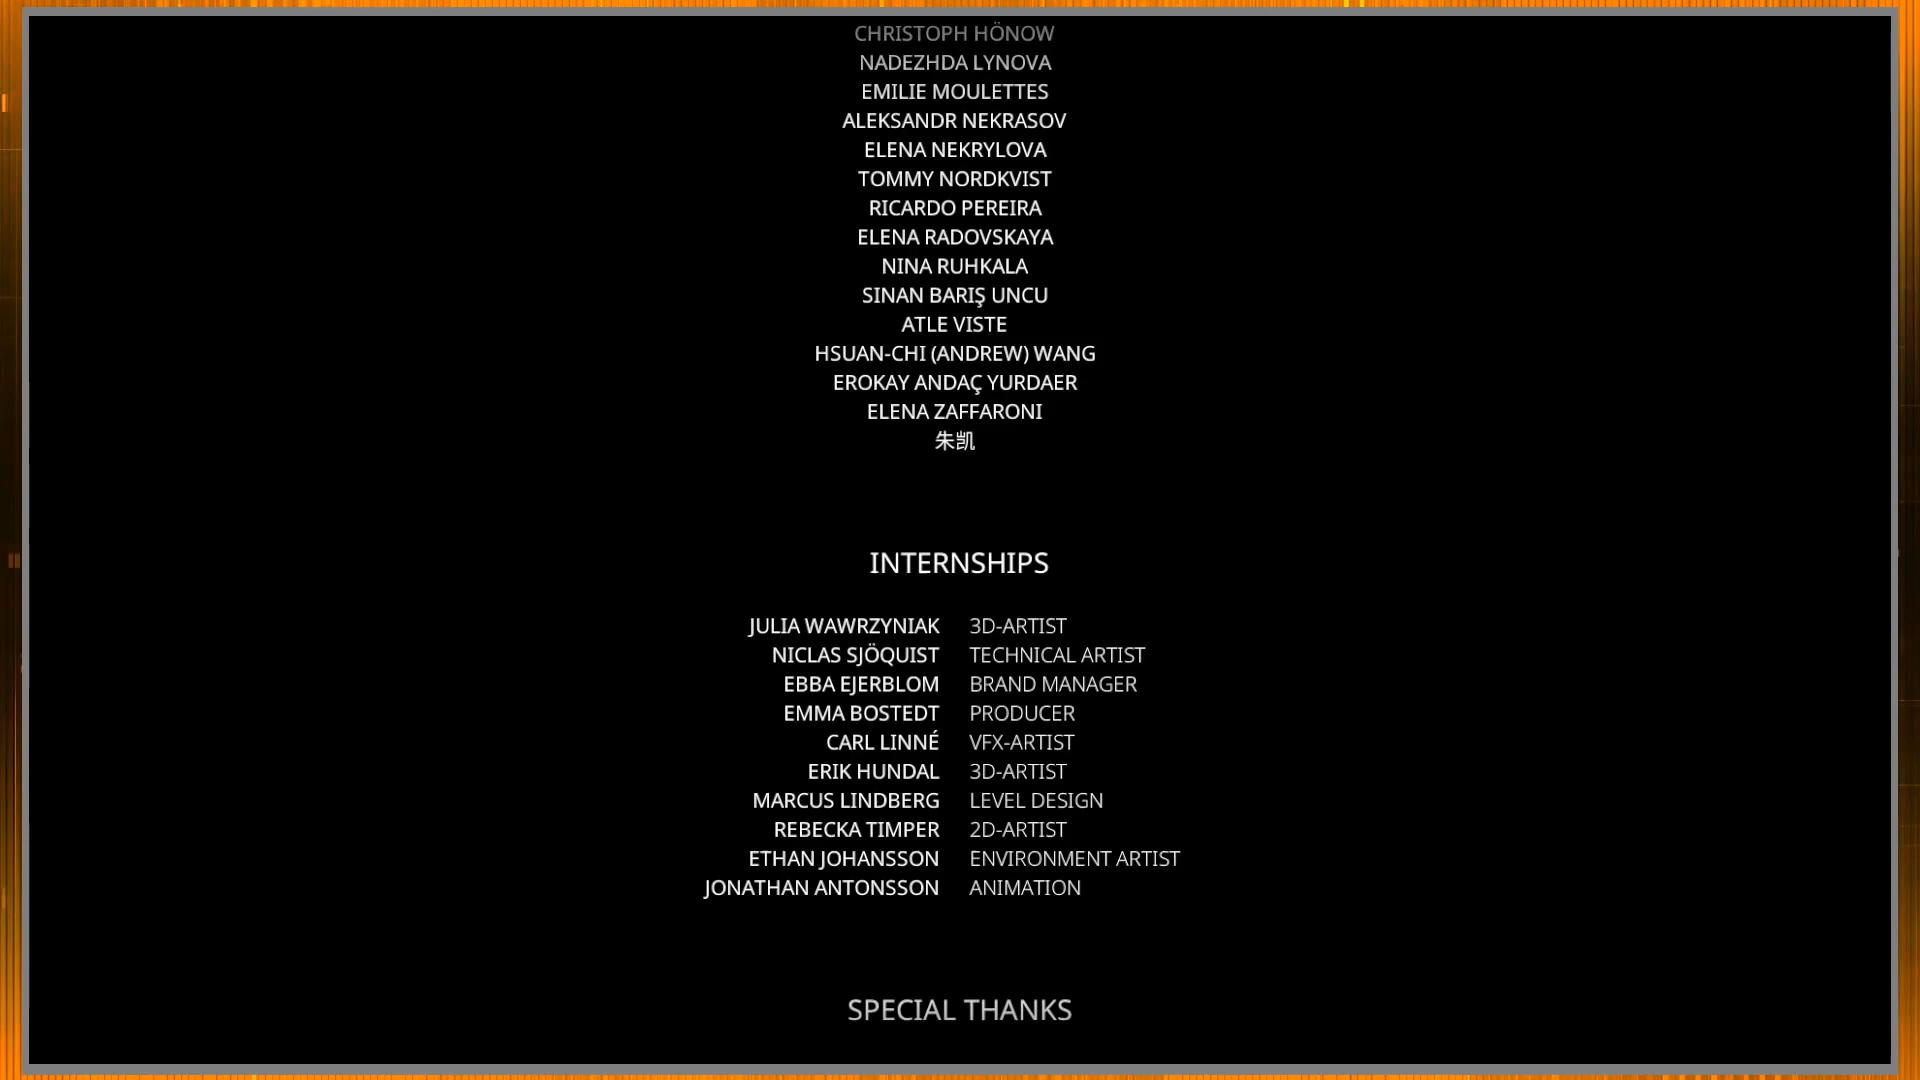 CHRISTOPH HÖNOW
NADEZHDA LYNOVA
EMILIE MOULETTES
ALEKSANDR NEKRASOV
ELENA NEKRYLOVA
TOMMY NORDKVIST
RICARDO PEREIRA
ELENA RADOVSKAYA
NINA RUHKALA
SINAN BARIŞ UNCU
ATLE VISTE
HSUAN-CHI (ANDREW) WANG
EROKAY ANDAÇ YURDAER
ELENA ZAFFARONI
朱凯
INTERNSHIPS
JULIA WAWRZYNIAK 3D-ARTIST
NICLAS SJÖQUIST TECHNICAL ARTIST
EBBA EJERBLOM BRAND MANAGER
EMMA BOSTEDT PRODUCER
CARL LINNÉ VFX-ARTIST
ERIK HUNDAL 3D-ARTIST
MARCUS LINDBERG LEVEL DESIGN
REBECKA TIMPER 2D-ARTIST
ETHAN JOHANSSON ENVIRONMENT ARTIST
JONATHAN ANTONSSON ANIMATION
SPECIAL THANKS